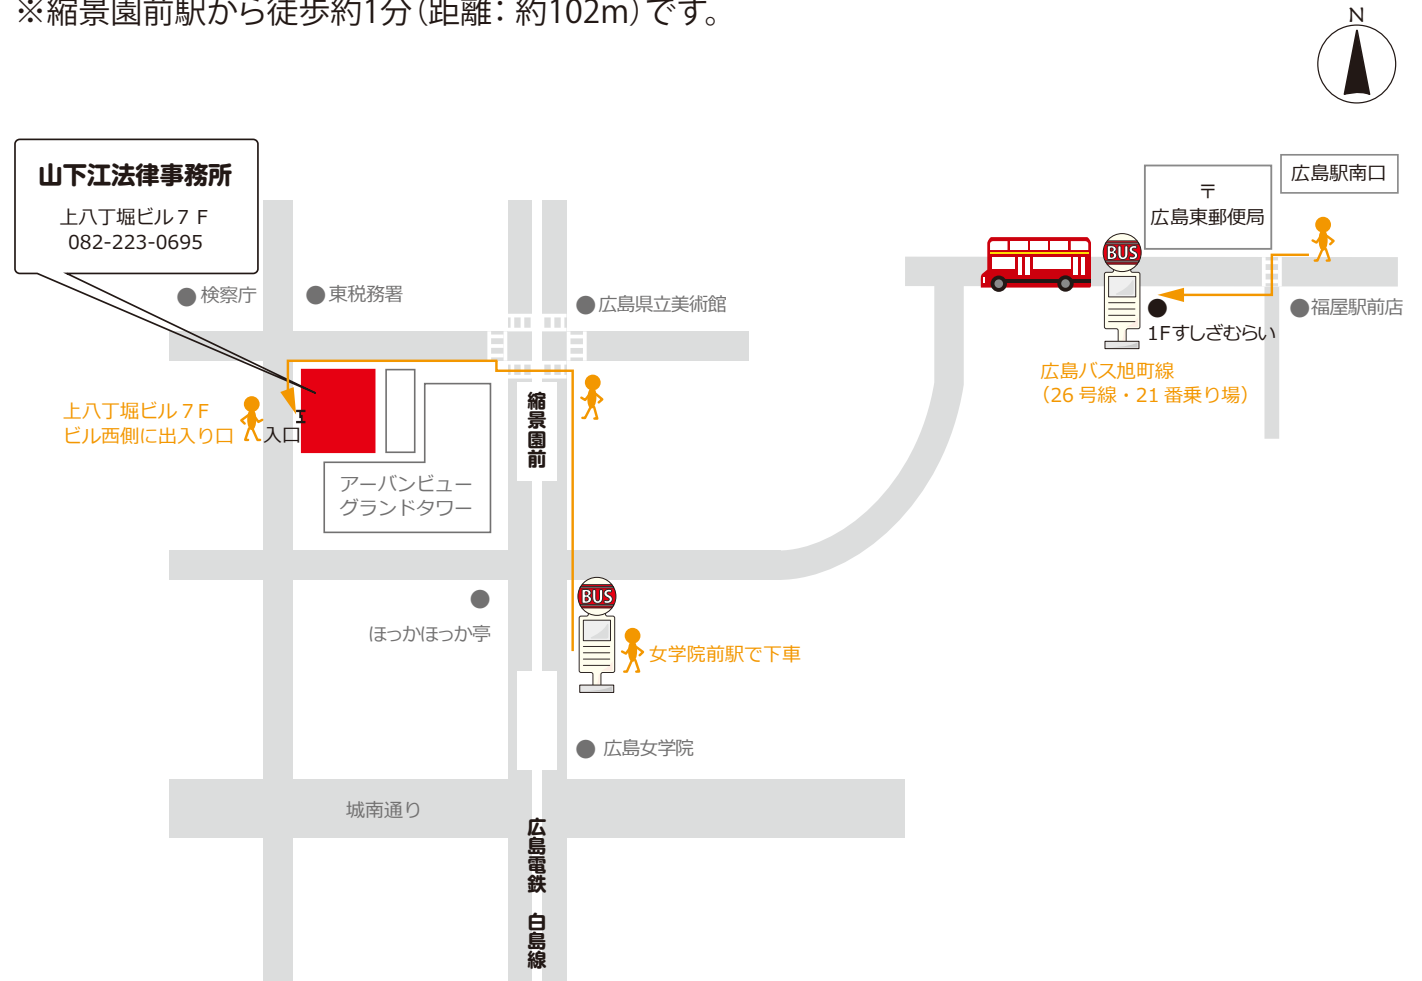 ※縮景園前駅から徒歩約1分（距離：約102m）です。
N
山下江法律事務所
上八丁堀ビル７Ｆ
082-223-0695
広島駅南口
〒
広島東郵便局
BUS
検察庁
東税務署
広島県立美術館
福屋駅前店
1Fすしざむらい
広島バス旭町線
（26 号線・21 番乗り場）
縮景園前
上八丁堀ビル７F
ビル西側に出入り口
入口
アーバンビュー
グランドタワー
BUS
ほっかほっか亭
女学院前駅で下車
広島女学院
城南通り
広島電鉄　白島線